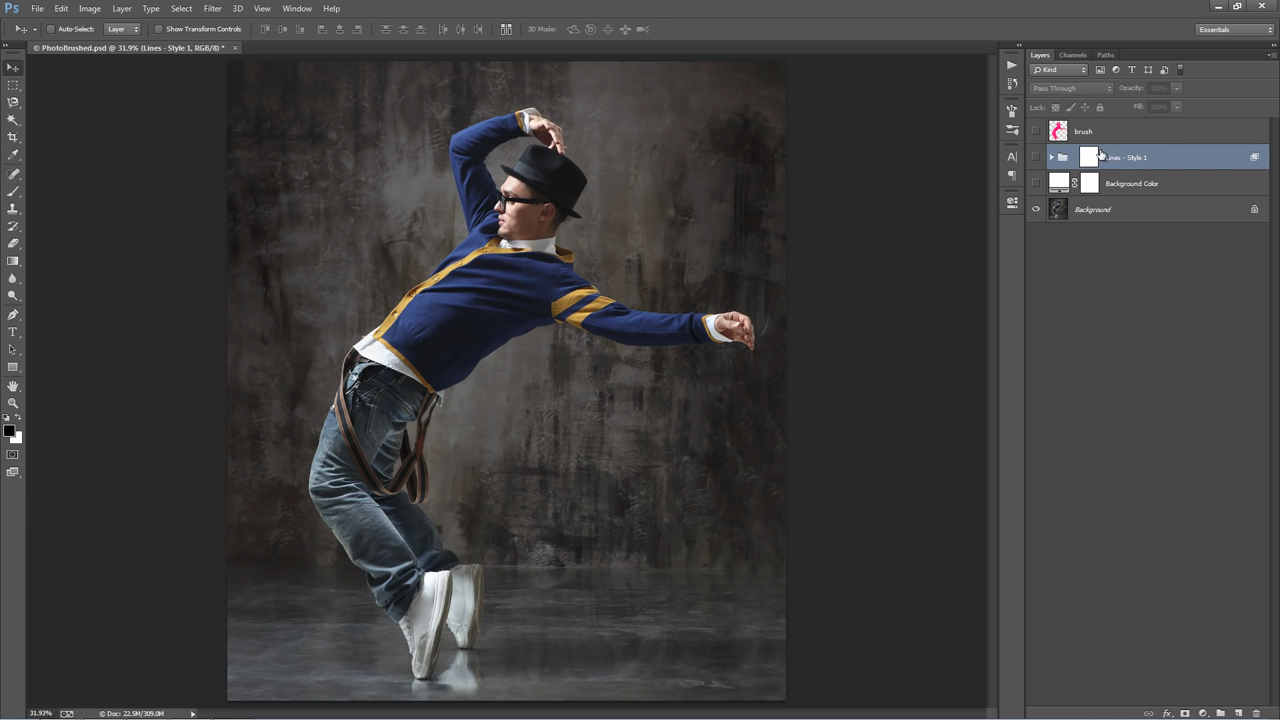 Ps File Edit Image Layer Type Select Filter 3D View Window Help
Auto-Select: Layer Show Transform Controls 3D Mode: Essentials
© PhotoBrushed.psd @ 31.9% (Lines - Style 1, RGB/8) * ×
Layers Channels Paths
Kind
Pass Through Opacity: 100%
Lock: Fill: 100%
brush
Lines - Style 1
Background Color
Background
31.93% © Doc: 22.5M/309.0M